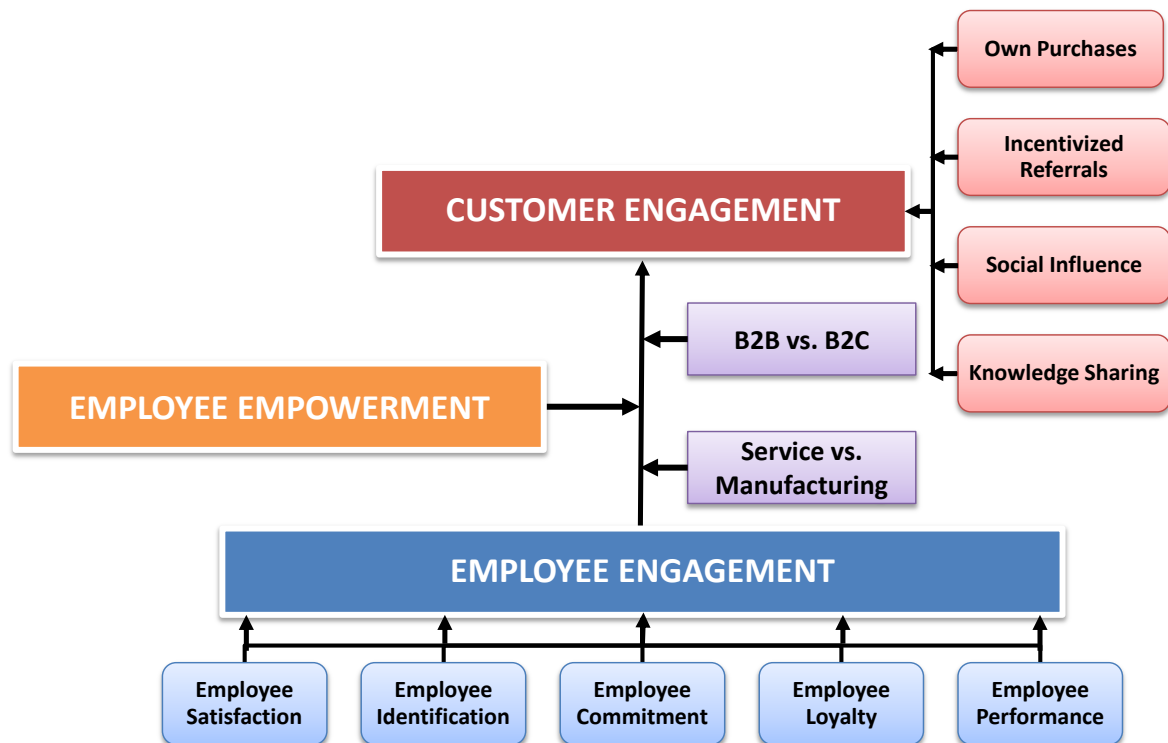 Own Purchases
Incentivized
Referrals
CUSTOMER ENGAGEMENT
Social Influence
B2B vs. B2C
Knowledge Sharing
EMPLOYEE EMPOWERMENT
Service vs.
Manufacturing
EMPLOYEE ENGAGEMENT
Employee
Satisfaction
Employee
Identification
Employee
Commitment
Employee
Loyalty
Employee
Performance